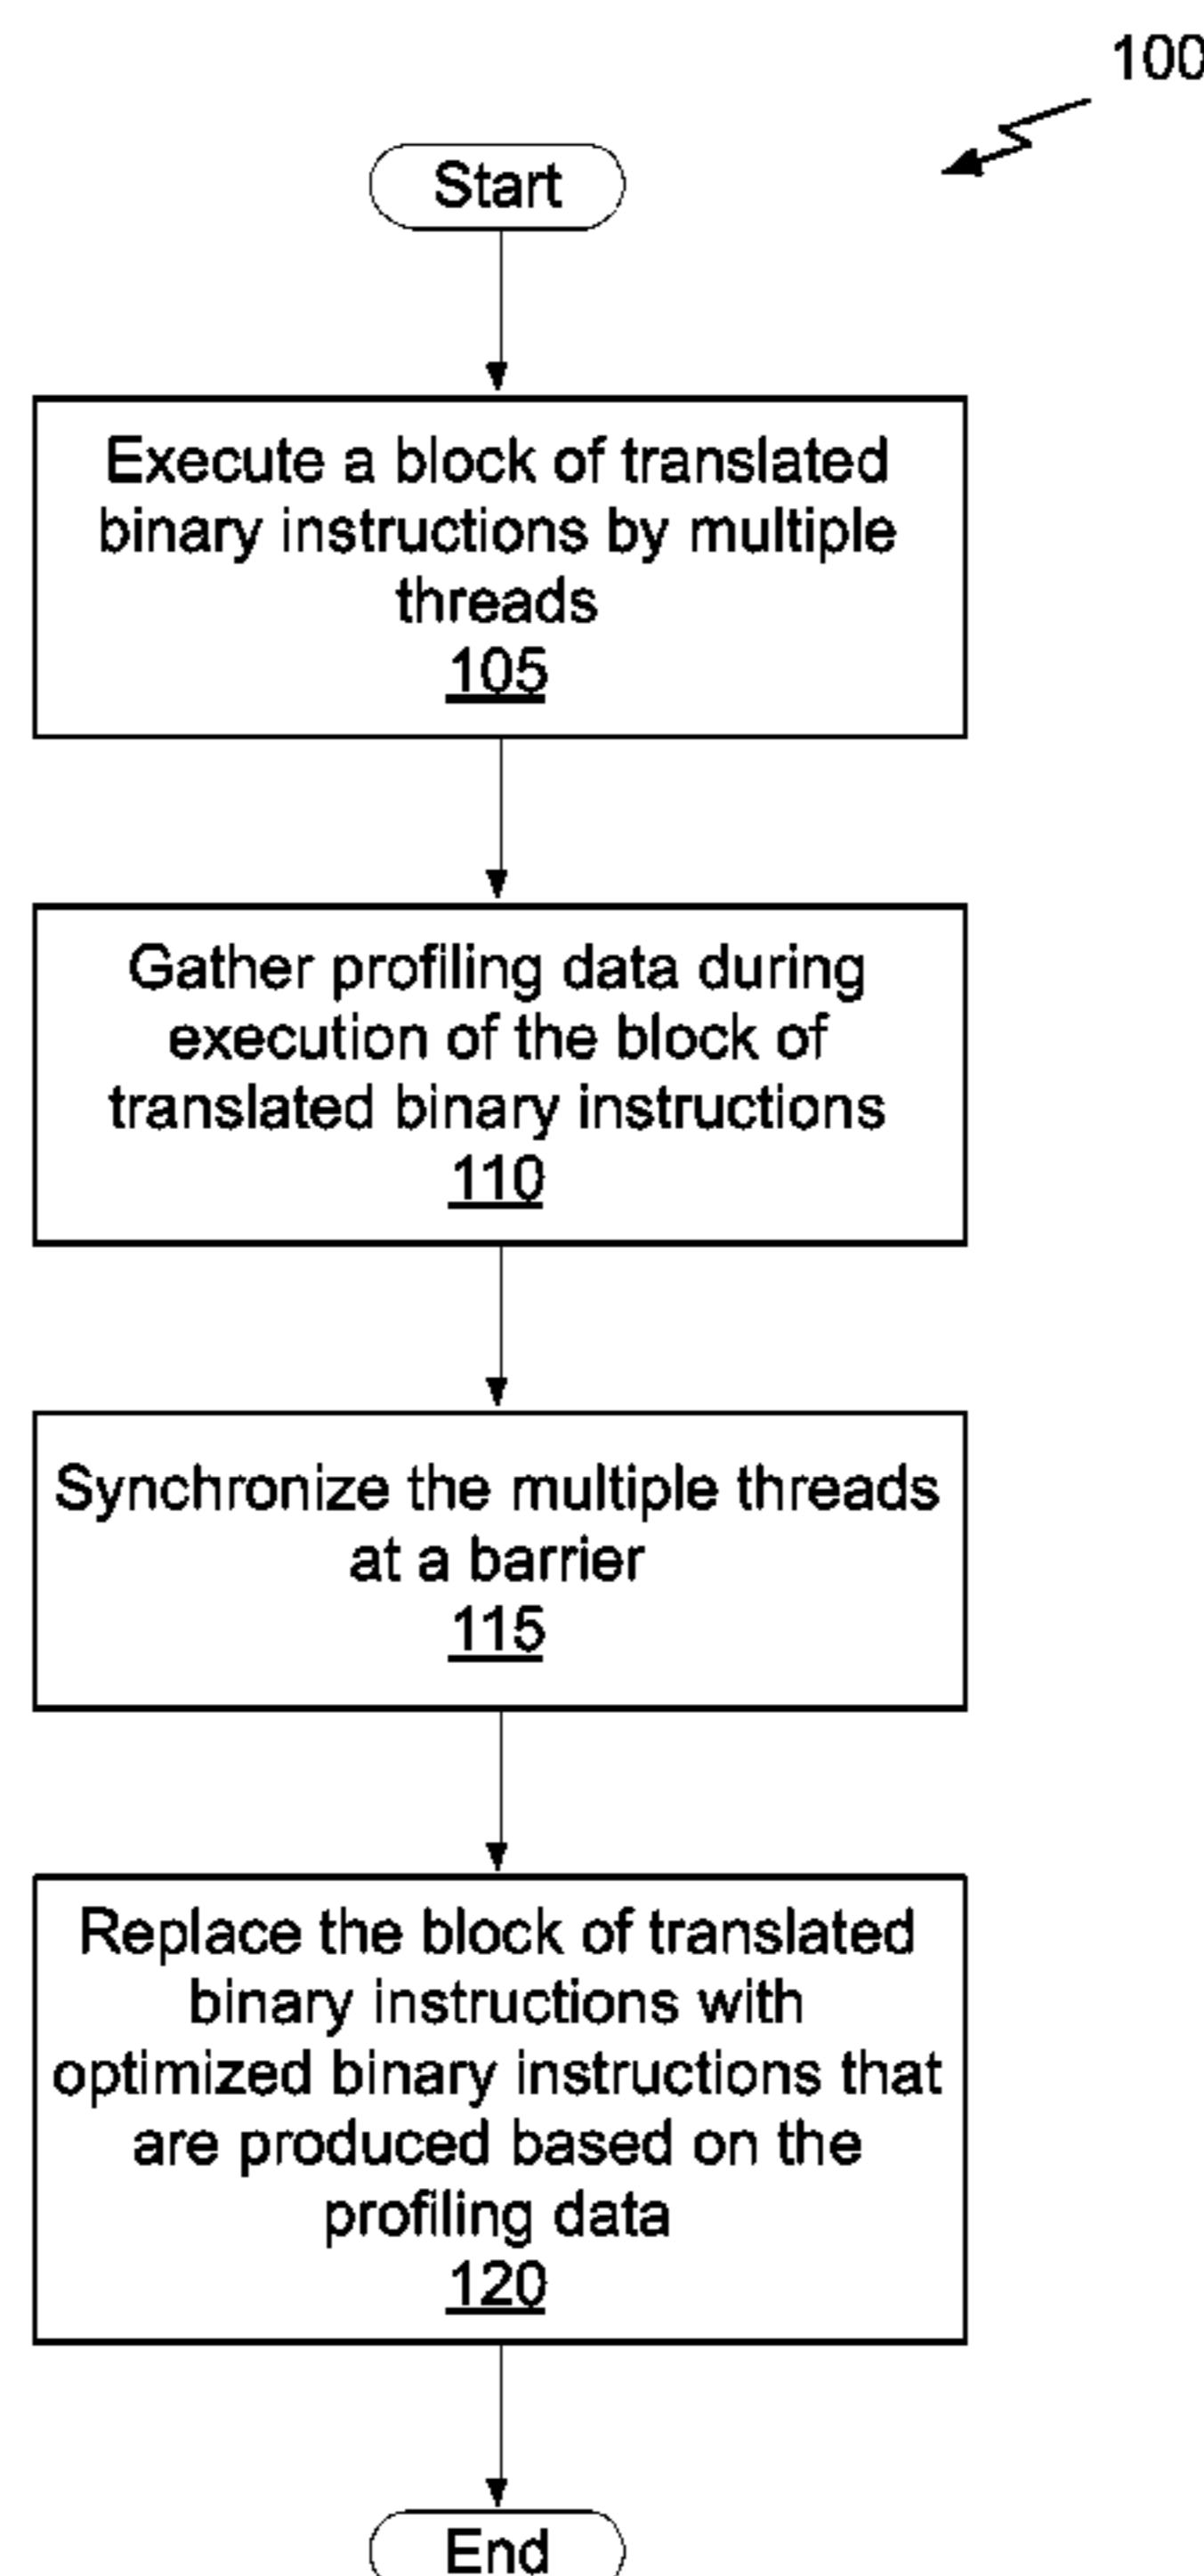 100
Start
Execute a block of translated
binary instructions by multiple
threads
105
Gather profiling data during
execution of the block of
translated binary instructions
110
Synchronize the multiple threads
at a barrier
115
Replace the block of translated
binary instructions with
optimized binary instructions that
are produced based on the
profiling data
120
End